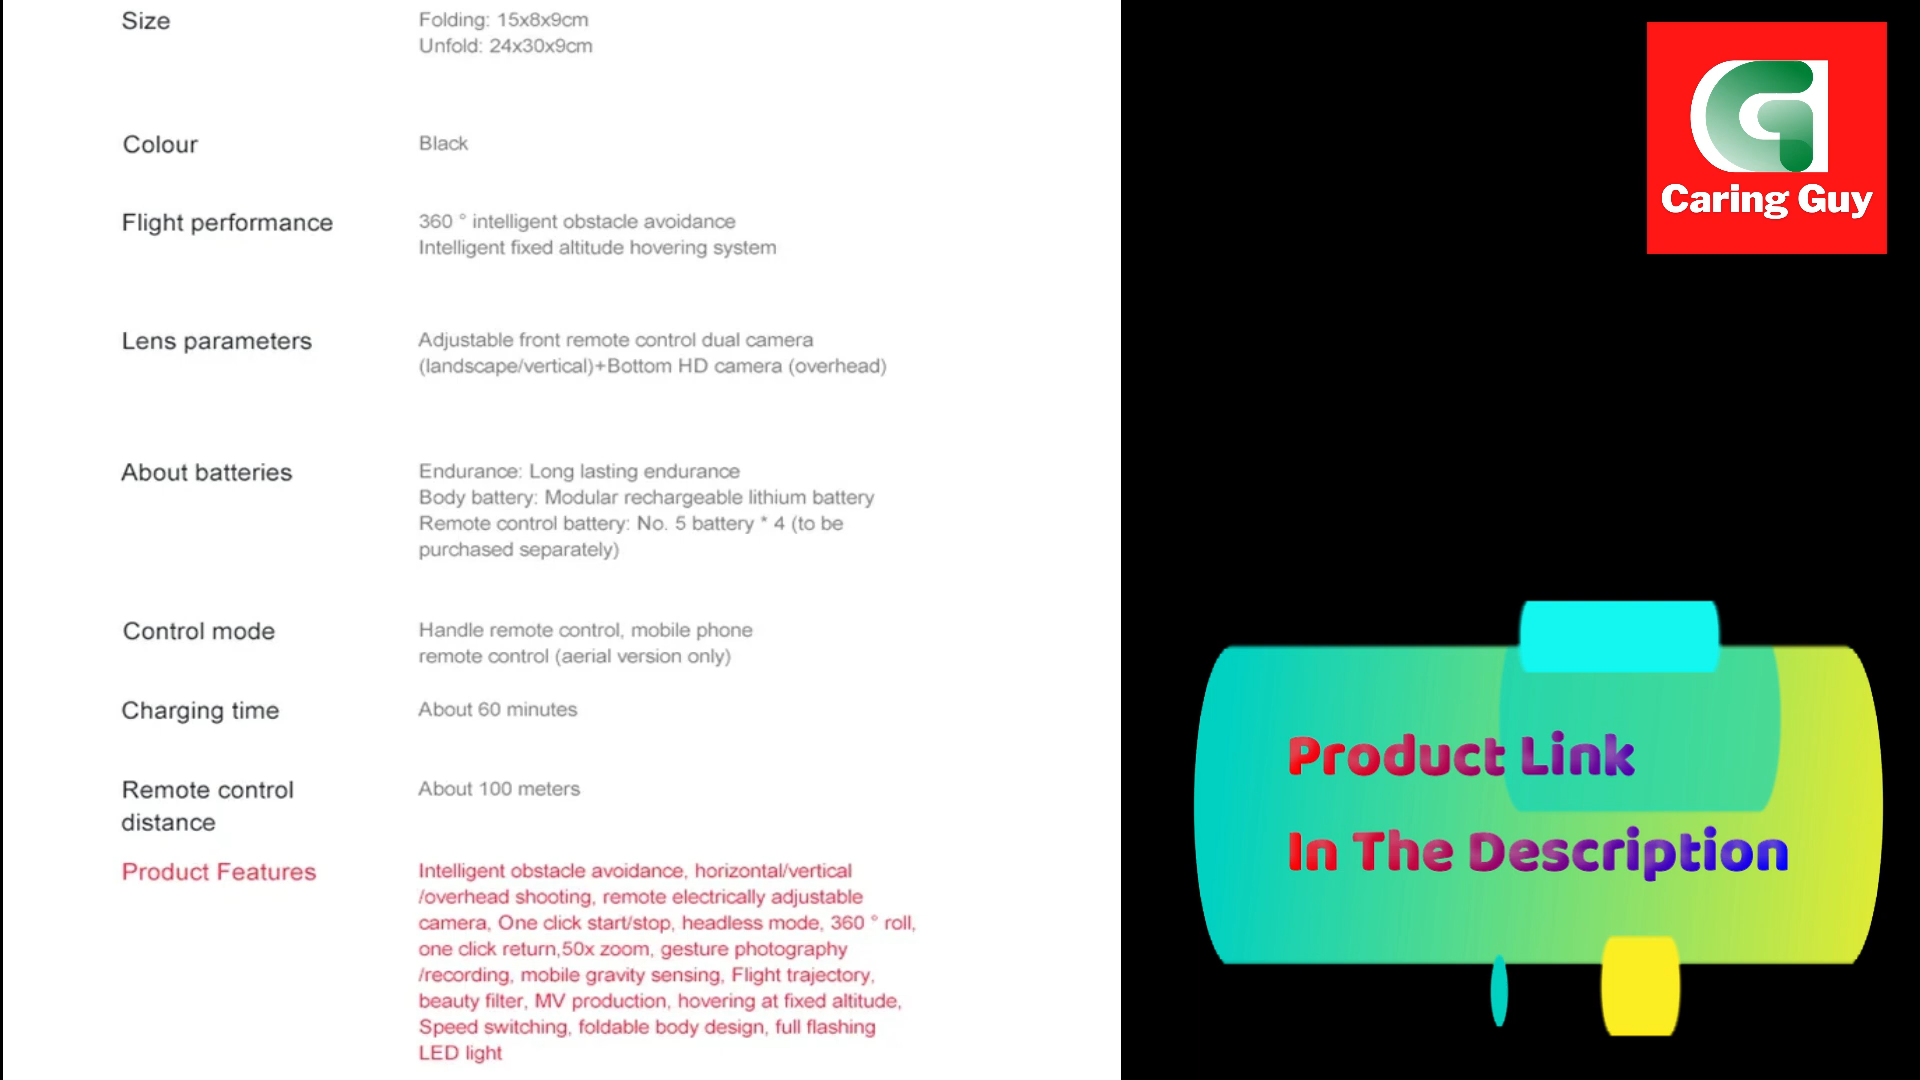 Size
Folding: 15x8x9cm
Unfold: 24x30x9cm
Colour
Black
Flight performance
360 ° intelligent obstacle avoidance
Intelligent fixed altitude hovering system
Lens parameters
Adjustable front remote control dual camera
(landscape/vertical)+Bottom HD camera (overhead)
About batteries
Endurance: Long lasting endurance
Body battery: Modular rechargeable lithium battery
Remote control battery: No. 5 battery * 4 (to be
purchased separately)
Control mode
Handle remote control, mobile phone
remote control (aerial version only)
Charging time
About 60 minutes
Remote control
distance
About 100 meters
Product Features
Intelligent obstacle avoidance, horizontal/vertical
/overhead shooting, remote electrically adjustable
camera, One click start/stop, headless mode, 360 ° roll,
one click return,50x zoom, gesture photography
/recording, mobile gravity sensing, Flight trajectory,
beauty filter, MV production, hovering at fixed altitude,
Speed switching, foldable body design, full flashing
LED light
Caring Guy
Product Link
In The Description